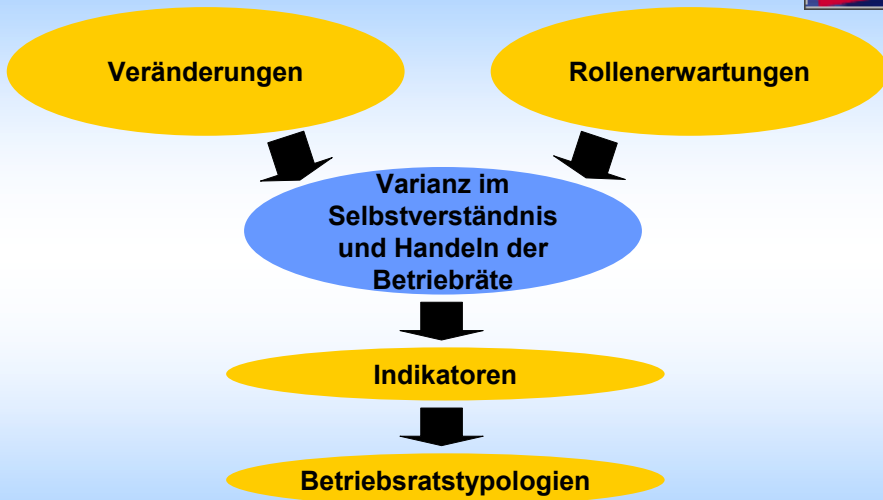 Veränderungen
Rollenerwartungen
Varianz im
Selbstverständnis
und Handeln der
Betriebräte
Indikatoren
Betriebsratstypologien